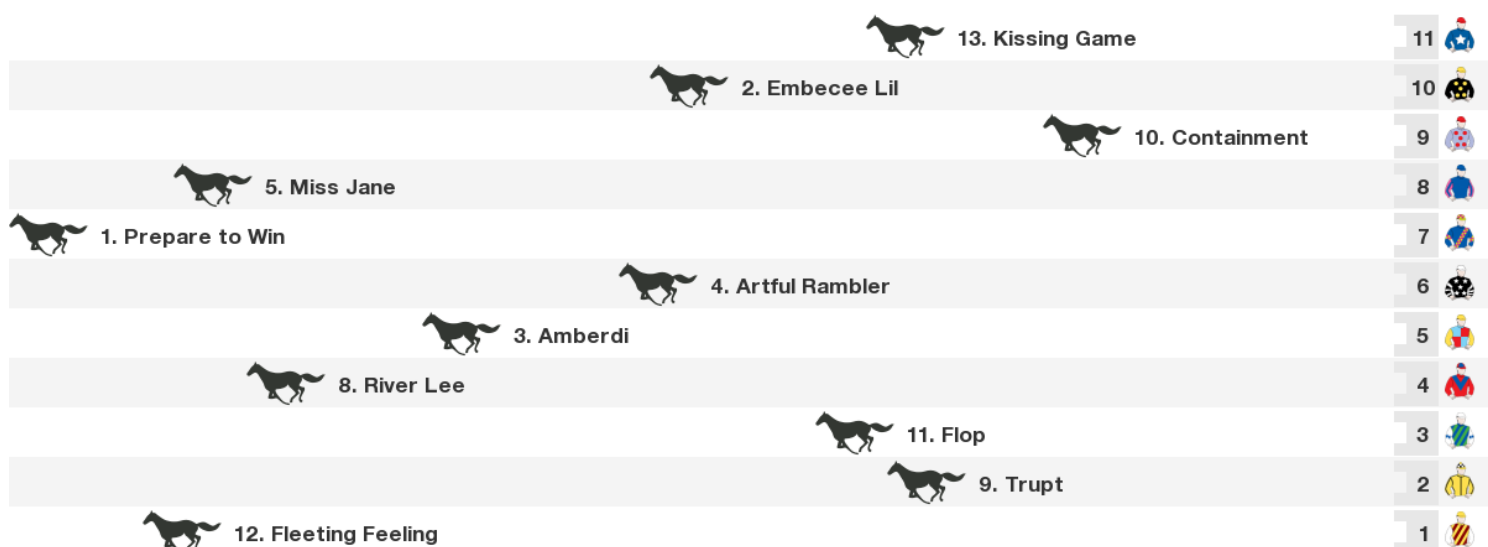 13. Kissing Game 11
2. Embecee Lil 10
10. Containment 9
5. Miss Jane 8
1. Prepare to Win 7
4. Artful Rambler 6
3. Amberdi 5
8. River Lee 4
11. Flop 3
9. Trupt 2
12. Fleeting Feeling 1